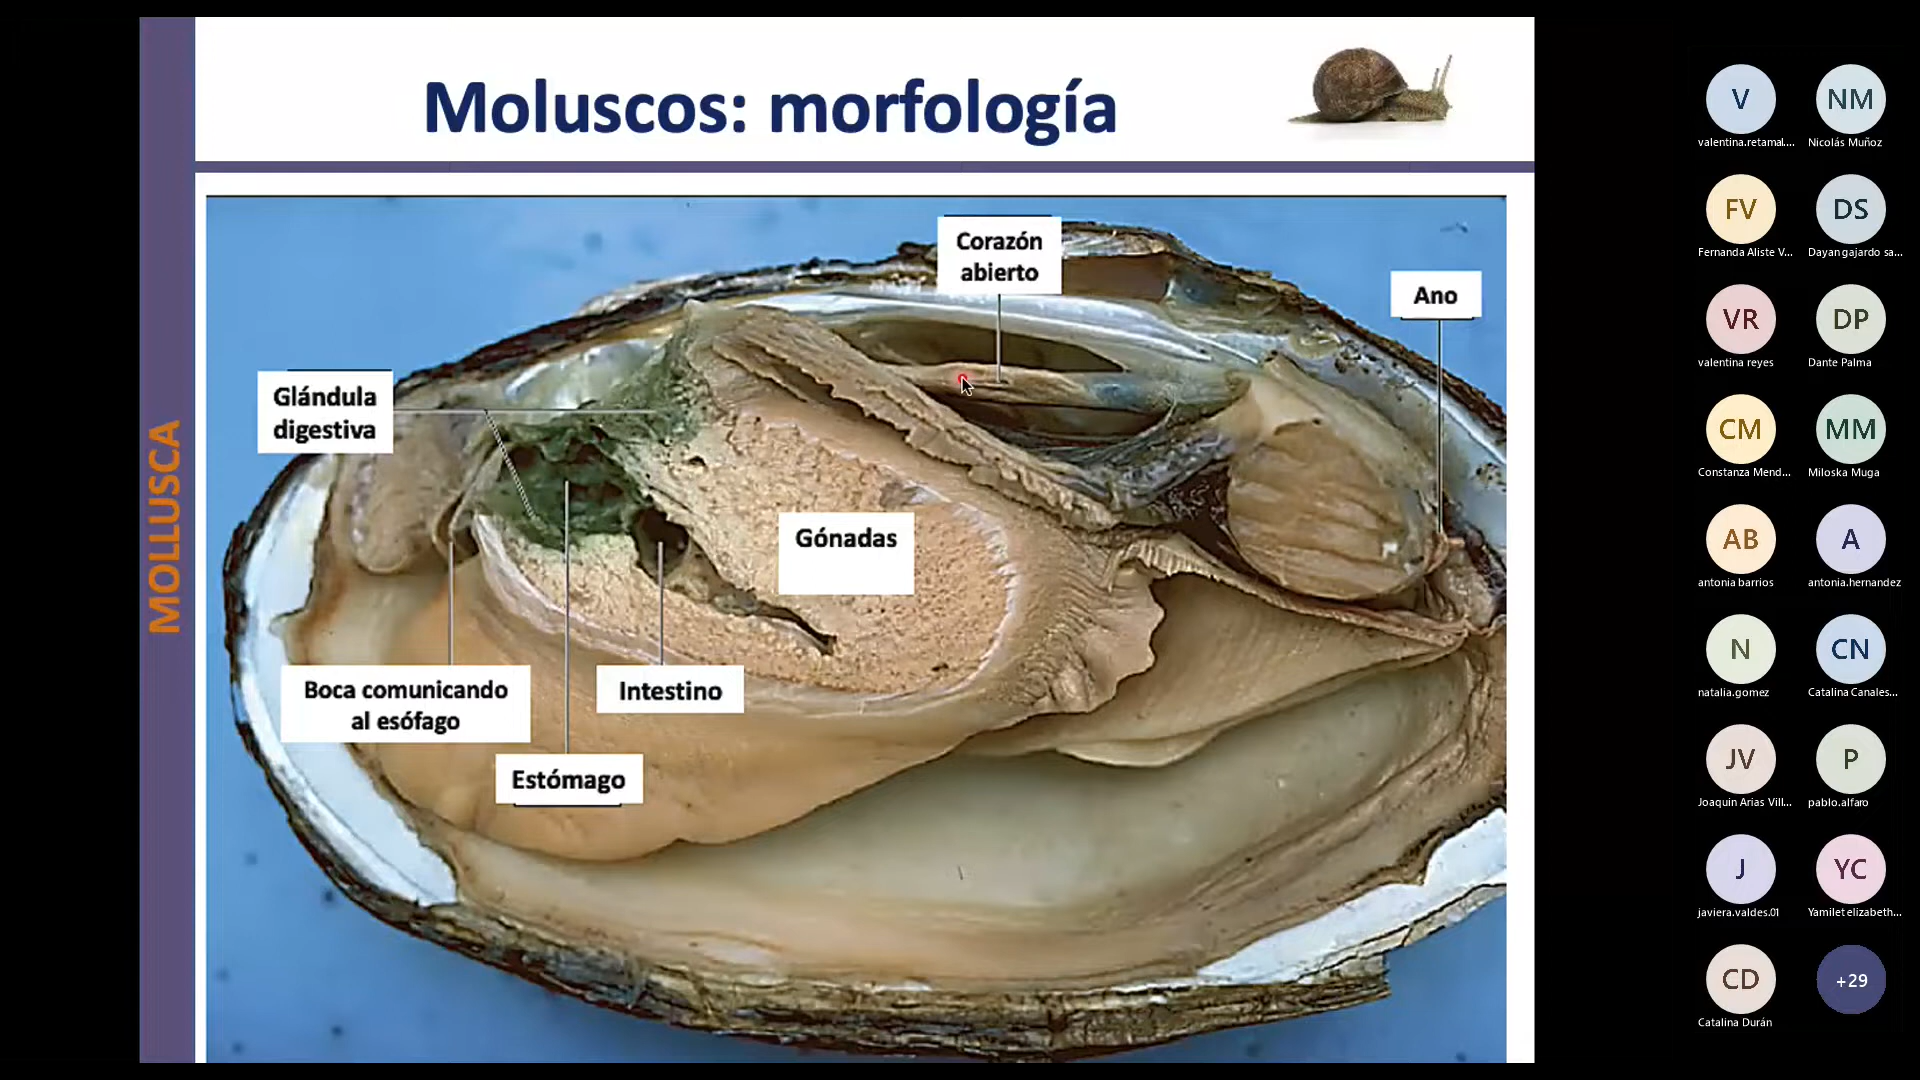 Moluscos: morfología
MOLLUSCA
Corazón
abierto
Ano
Glándula
digestiva
Gónadas
Boca comunicando
al esófago
Intestino
Estómago
V
valentina.retamal....
NM
Nicolás Muñoz
FV
Fernanda Aliste V...
DS
Dayan gajardo sa...
VR
valentina reyes
DP
Dante Palma
CM
Constanza Mend...
MM
Miloska Muga
AB
antonia barrios
A
antonia.hernandez
N
natalia.gomez
CN
Catalina Canales...
JV
Joaquin Arias Vill...
P
pablo.alfaro
J
javiera.valdes.01
YC
Yamilet elizabeth...
CD
Catalina Durán
+29